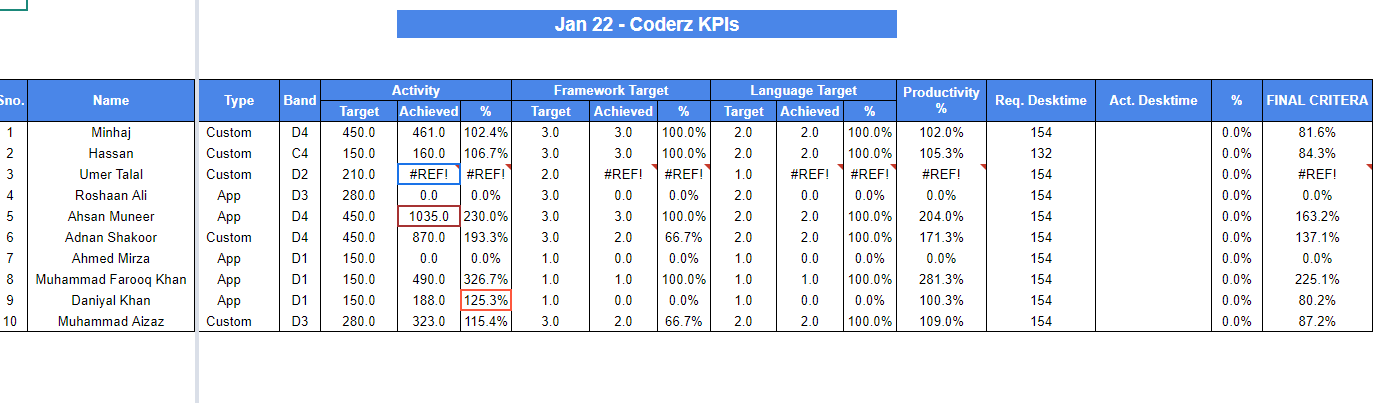 Jan 22 - Coderz KPIs
Sno. Name Type Band Activity Framework Target Language Target Productivity % Req. Desktime Act. Desktime % FINAL CRITERA
Target Achieved % Target Achieved % Target Achieved %
1 Minhaj Custom D4 450.0 461.0 102.4% 3.0 3.0 100.0% 2.0 2.0 100.0% 102.0% 154 0.0% 81.6%
2 Hassan Custom C4 150.0 160.0 106.7% 3.0 3.0 100.0% 2.0 2.0 100.0% 105.3% 132 0.0% 84.3%
3 Umer Talal Custom D2 210.0 #REF! #REF! 2.0 #REF! #REF! 1.0 #REF! #REF! #REF! 154 0.0% #REF!
4 Roshaan Ali App D3 280.0 0.0 0.0% 3.0 0.0 0.0% 2.0 0.0 0.0% 0.0% 154 0.0% 0.0%
5 Ahsan Muneer App D4 450.0 1035.0 230.0% 3.0 3.0 100.0% 2.0 2.0 100.0% 204.0% 154 0.0% 163.2%
6 Adnan Shakoor Custom D4 450.0 870.0 193.3% 3.0 2.0 66.7% 2.0 2.0 100.0% 171.3% 154 0.0% 137.1%
7 Ahmed Mirza App D1 150.0 0.0 0.0% 1.0 0.0 0.0% 1.0 0.0 0.0% 0.0% 154 0.0% 0.0%
8 Muhammad Farooq Khan App D1 150.0 490.0 326.7% 1.0 1.0 100.0% 1.0 1.0 100.0% 281.3% 154 0.0% 225.1%
9 Daniyal Khan App D1 150.0 188.0 125.3% 1.0 0.0 0.0% 1.0 0.0 0.0% 100.3% 154 0.0% 80.2%
10 Muhammad Aizaz Custom D3 280.0 323.0 115.4% 3.0 2.0 66.7% 2.0 2.0 100.0% 109.0% 154 0.0% 87.2%